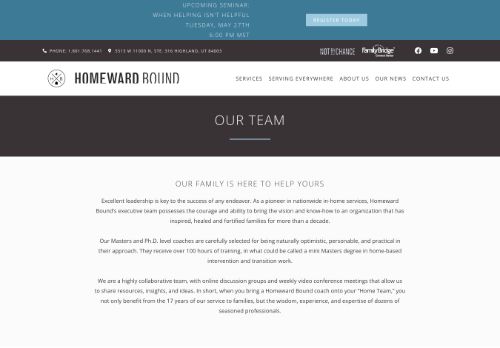 UPCOMING SEMINAR:
WHEN HELPING ISN'T HELPFUL
TUESDAY, MAY 27TH
6:00 PM MST
REGISTER TODAY
PHONE: 1.801.768.1441 5513 W 11000 N, STE. 316 HIGHLAND, UT 84003
NOTBYCHANCE FamilyBridge
HOMEWARD BOUND
SERVICES SERVING EVERYWHERE ABOUT US OUR NEWS CONTACT US
OUR TEAM
OUR FAMILY IS HERE TO HELP YOURS
Excellent leadership is key to the success of any endeavor. As a pioneer in nationwide in-home services, Homeward
Bound's executive team possesses the courage and ability to bring the vision and know-how to an organization that has
inspired, healed and fortified families for more than a decade.
Our Masters and Ph.D. level coaches are carefully selected for being naturally optimistic, personable, and practical in
their approach. They receive over 100 hours of training, in what could be called a mini Masters degree in home-based
intervention and transition work.
We are a highly collaborative team, with online discussion groups and weekly video conference meetings that allow us
to share resources, insights, and ideas. In short, when you bring a Homeward Bound coach onto your "Home Team," you
not only benefit from the 17 years of our service to families, but the wisdom, experience, and expertise of dozens of
seasoned professionals.